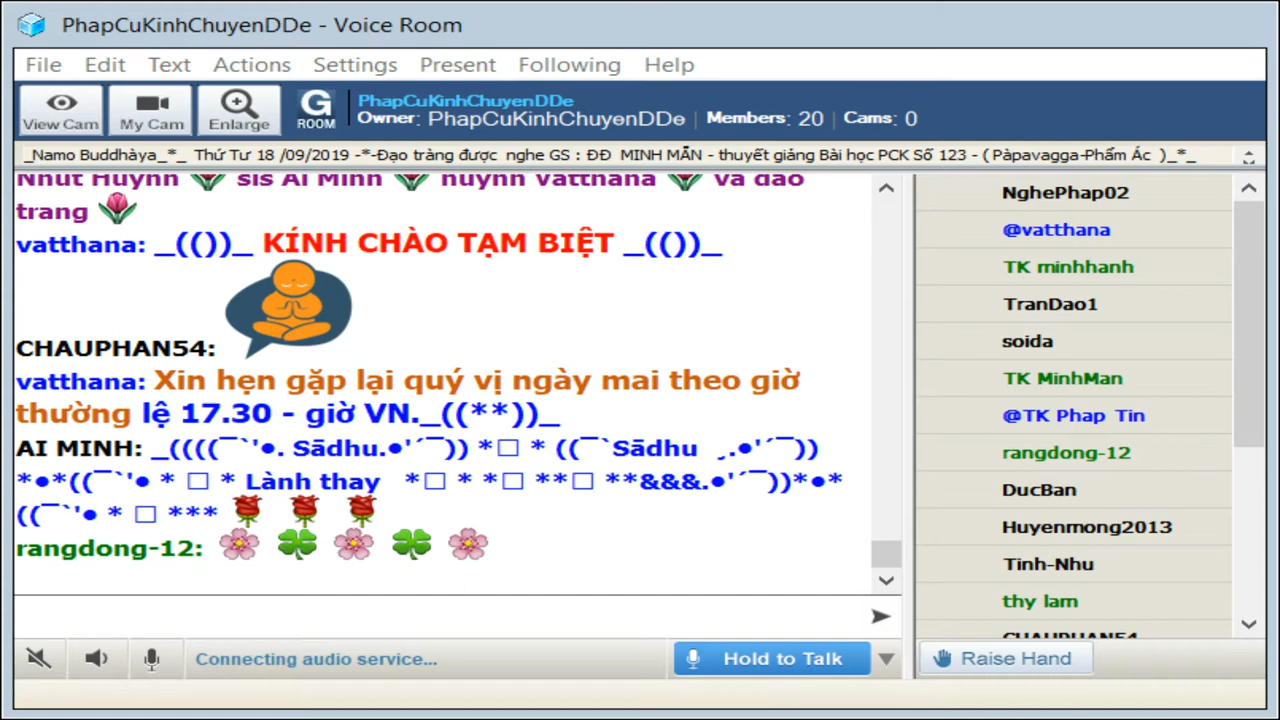 PhapCuKinhChuyenDDe - Voice Room
File Edit Text Actions Settings Present Following Help
View Cam
My Cam
Enlarge
G
ROOM
PhapCuKinhChuyenDDe
Owner: PhapCuKinhChuyenDDe Members: 20 Cams: 0
_Namo Buddhàya_*_ Thứ Tư 18 /09/2019 -*-Đạo tràng được nghe GS : ĐĐ MINH MẪN - thuyết giảng Bài học PCK Số 123 - ( Pàpavagga-Phẩm Ác )_*_
Nhut Huynh sis Ai Minh huynh vatthana va dao
trang
vatthana: _(())_ KÍNH CHÀO TẠM BIỆT _(())_
CHAUPHAN54:
vatthana: Xin hẹn gặp lại quý vị ngày mai theo giờ
thường lệ 17.30 - giờ VN._((**))_
AI MINH: _((((¯`'●. Sādhu.●'´¯)) *□ * ((¯`Sādhu ¸.●'´¯))
*●*((¯`'● * □ * Lành thay *□ * *□ **□ **&&&.●'´¯))*●*
((¯`'● * □ ***
rangdong-12:
NghePhap02
@vatthana
TK minhhanh
TranDao1
soida
TK MinhMan
@TK Phap Tin
rangdong-12
DucBan
Huyenmong2013
Tinh-Nhu
thy lam
CHAUPHAN54
Connecting audio service...
Hold to Talk
Raise Hand